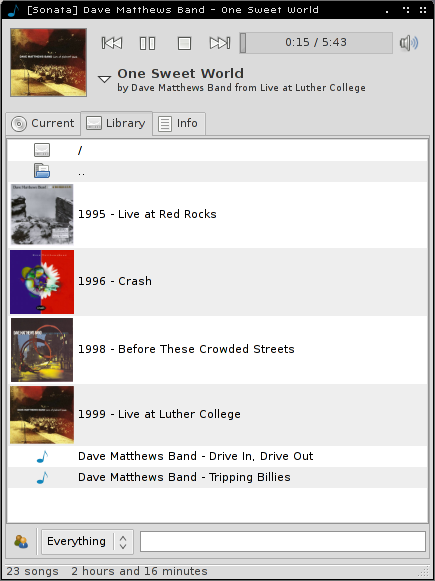 [Sonata] Dave Matthews Band - One Sweet World
0:15 / 5:43
One Sweet World
by Dave Matthews Band from Live at Luther College
Current Library Info
/
..
1995 - Live at Red Rocks
1996 - Crash
1998 - Before These Crowded Streets
1999 - Live at Luther College
Dave Matthews Band - Drive In, Drive Out
Dave Matthews Band - Tripping Billies
Everything
23 songs 2 hours and 16 minutes